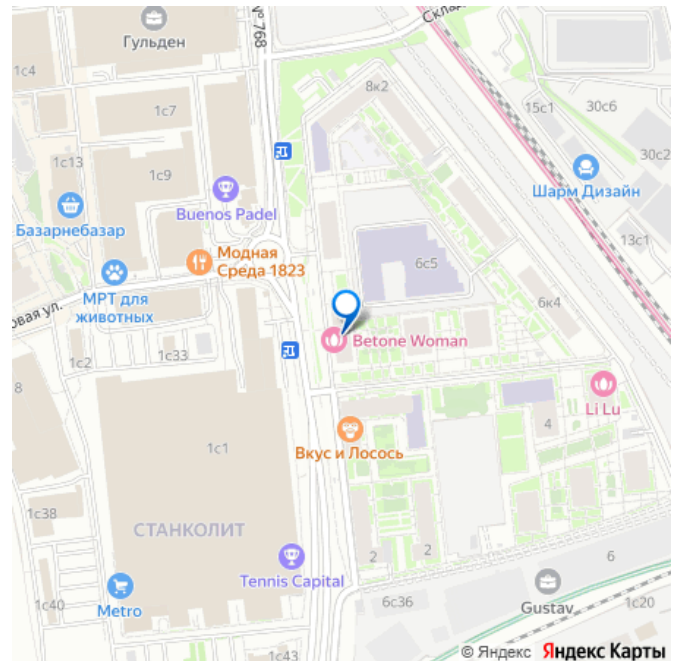 Гульден
№ 768
Склад
1с4
8к2
1с7
15с1
30с6
1с13
1с9
30с2
Buenos Padel
Шарм Дизайн
Базарнебазар
Модная
Среда 1823
13с1
6с5
МРТ для
животных
овая ул.
6к4
1с33
Betone Woman
1с2
8
Li Lu
4
Вкус и Лосось
1с1
1с38
СТАНКОЛИТ
2
2
6
Tennis Capital
Metro
1с40
6с36
Gustav
1с20
1с43
© Яндекс Яндекс Карты